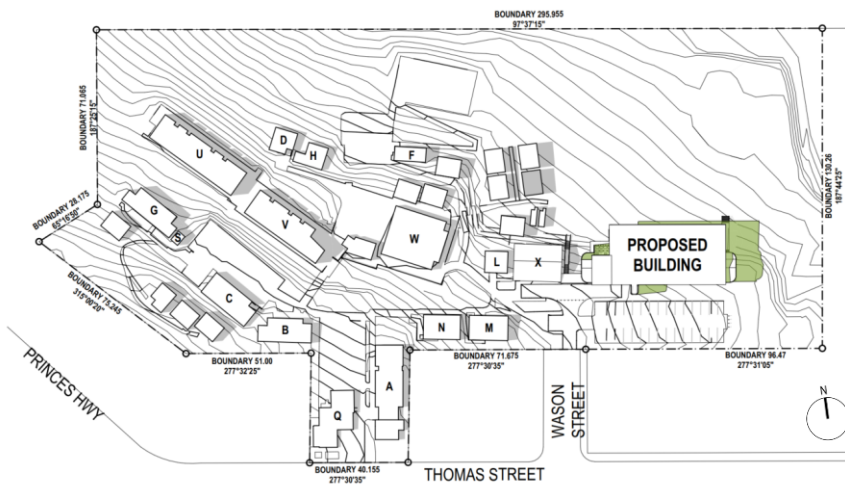 BOUNDARY 295.955
97°37'15"
BOUNDARY 71.065
187°25'15"
BOUNDARY 130.26
187°44'25"
D
H
F
U
G
S
V
W
L
X
PROPOSED
BUILDING
BOUNDARY 28.175
65°16'50"
BOUNDARY 75.245
315°00'20"
C
B
N
M
BOUNDARY 51.00
277°32'25"
BOUNDARY 71.675
277°30'35"
BOUNDARY 96.47
277°31'05"
PRINCES HWY
A
Q
WASON
STREET
N
BOUNDARY 40.155
277°30'35"
THOMAS STREET